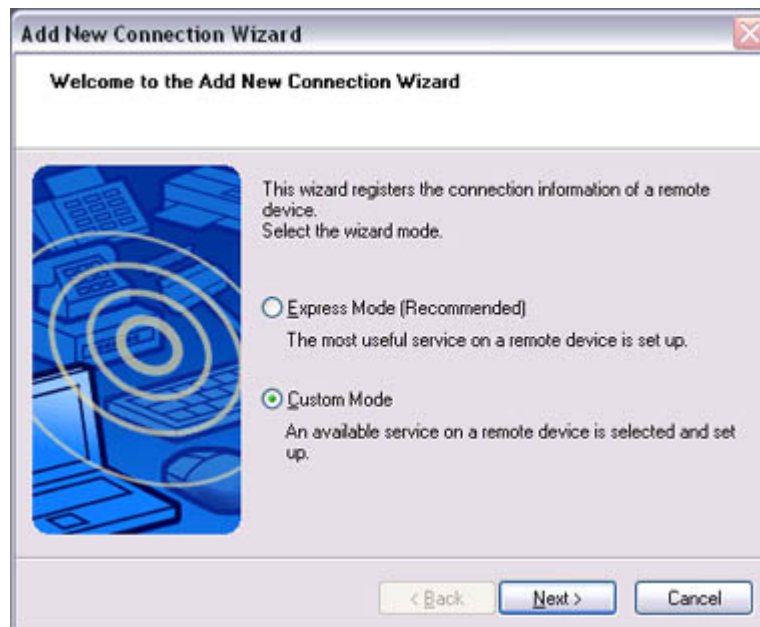 Add New Connection Wizard
Welcome to the Add New Connection Wizard
This wizard registers the connection information of a remote
device.
Select the wizard mode.
Express Mode (Recommended)
The most useful service on a remote device is set up.
Custom Mode
An available service on a remote device is selected and set
up.
< Back
Next >
Cancel